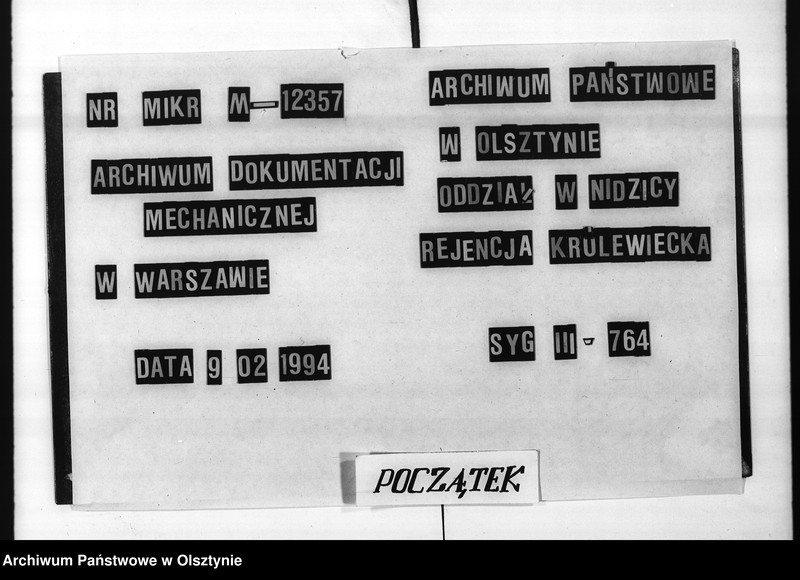 NR MIKR M-12357
ARCHIWUM DOKUMENTACJI
MECHANICZNEJ
W WARSZAWIE
DATA 9 02 1994
ARCHIWUM PAŃSTWOWE
W OLSZTYNIE
ODDZIAŁ W NIDZICY
REJENCJA KRÓLEWIECKA
SYG III - 764
POCZĄTEK
Archiwum Państwowe w Olsztynie